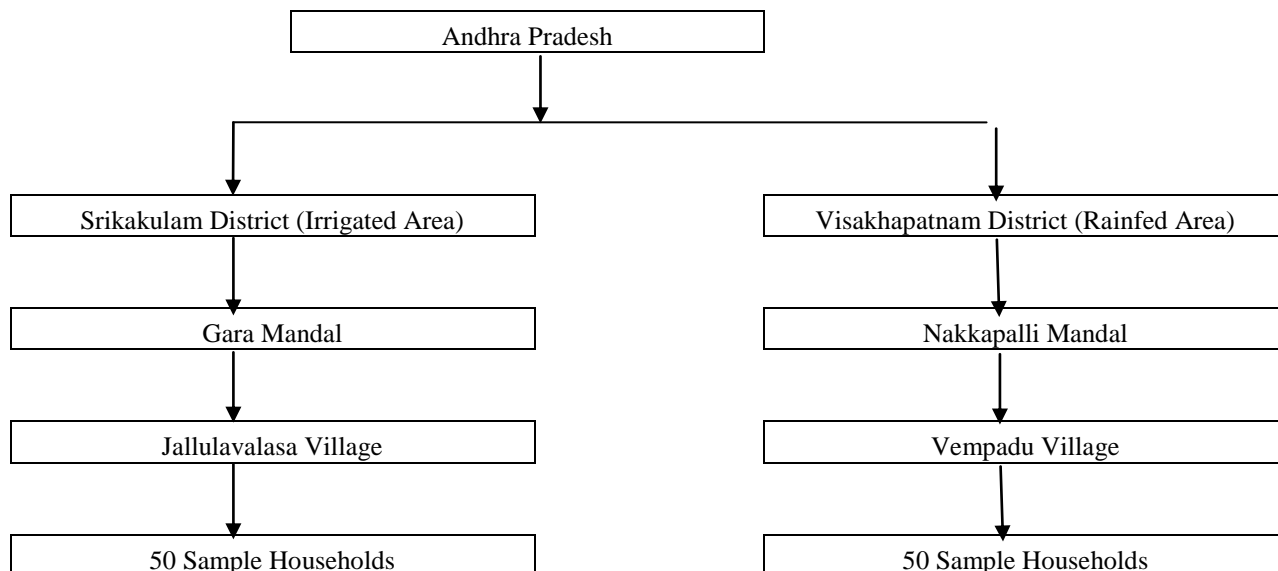 Andhra Pradesh
Srikakulam District (Irrigated Area)
Visakhapatnam District (Rainfed Area)
Gara Mandal
Nakkapalli Mandal
Jallulavalasa Village
Vempadu Village
50 Sample Households
50 Sample Households